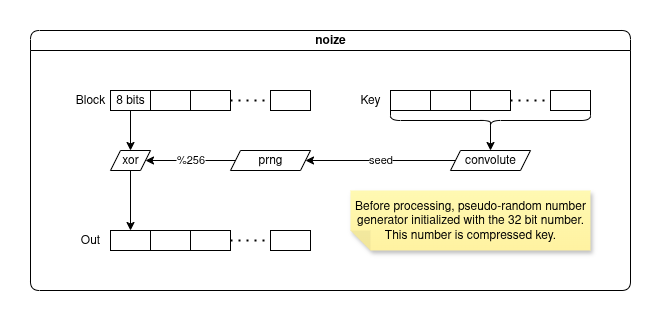 noize
Block 8 bits
Key
xor %256 prng seed convolute
Before processing, pseudo-random number
generator initialized with the 32 bit number.
This number is compressed key.
Out